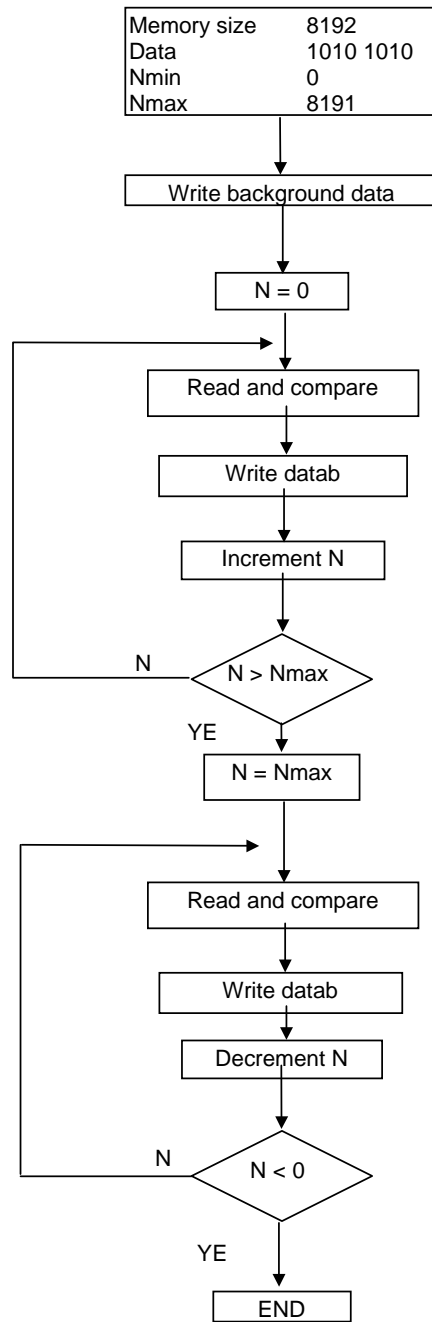 Memory size 8192
Data 1010 1010
Nmin 0
Nmax 8191
Write background data
N = 0
Read and compare
Write datab
Increment N
N > Nmax
N
YE
N = Nmax
Read and compare
Write datab
Decrement N
N < 0
N
YE
END